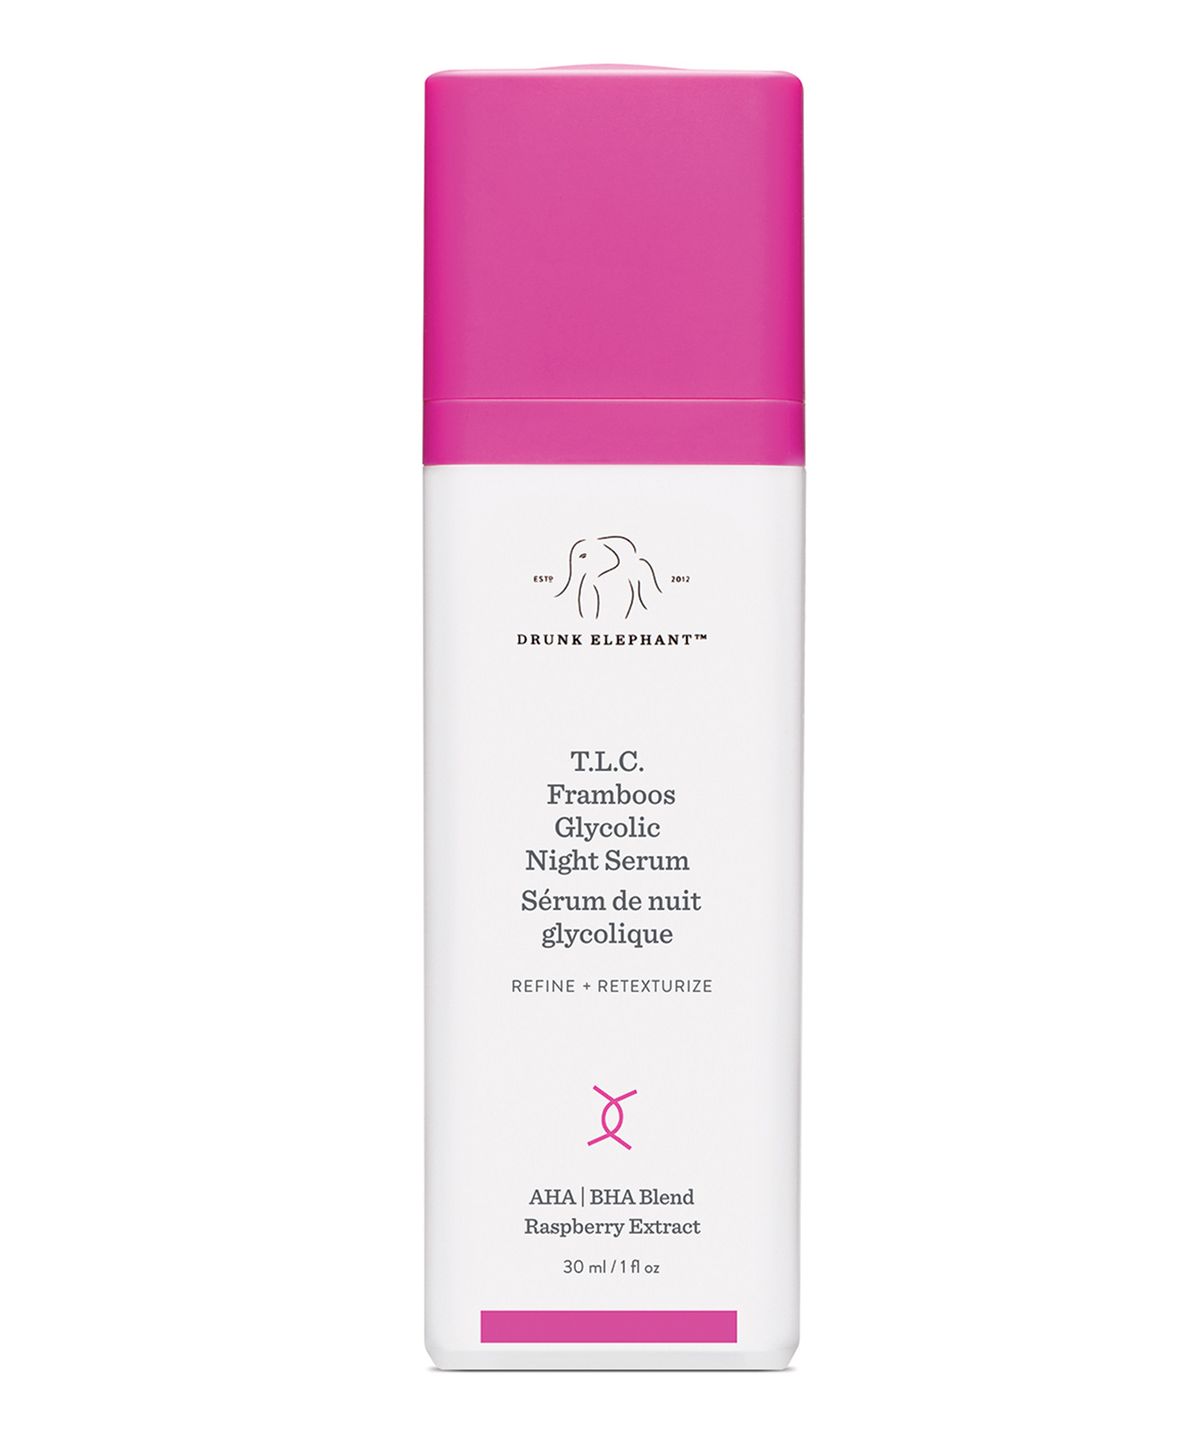 ESTD 2012
DRUNK ELEPHANT™
T.L.C.
Framboos
Glycolic
Night Serum
Sérum de nuit
glycolique
REFINE + RETEXTURIZE
AHA | BHA Blend
Raspberry Extract
30 ml / 1 fl oz